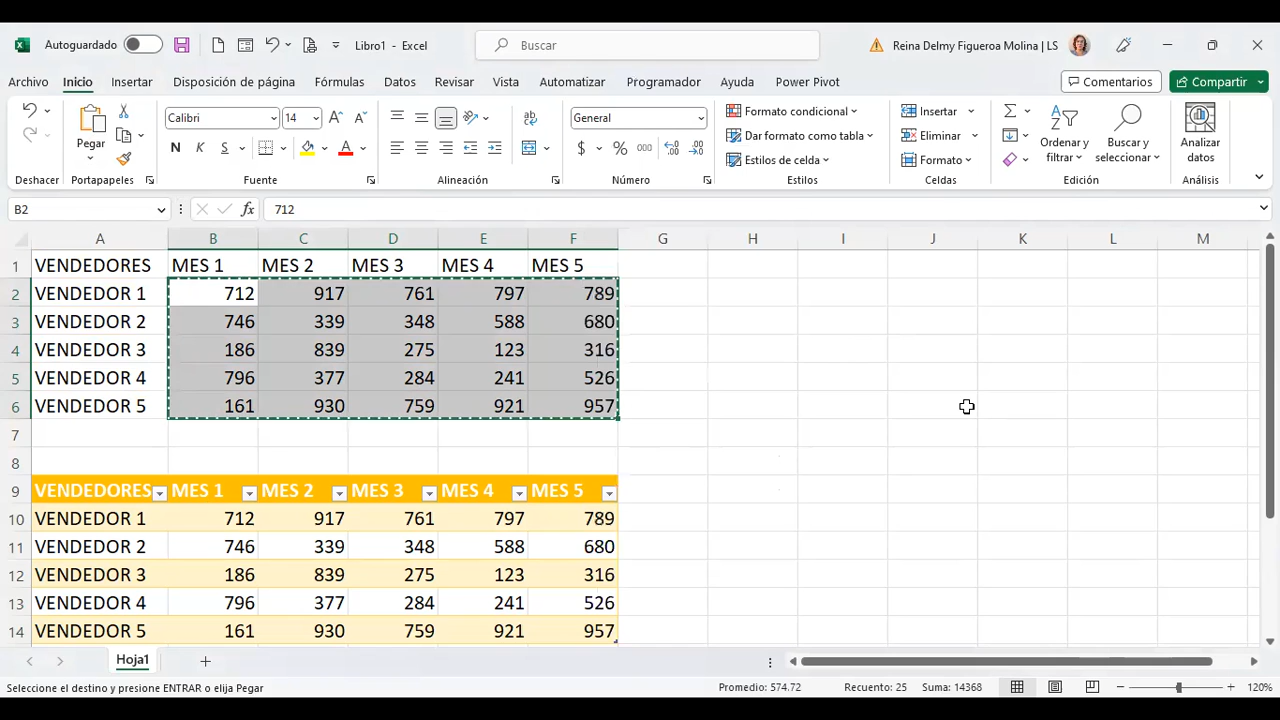 Autoguardado Libro1 - Excel Buscar Reina Delmy Figueroa Molina | LS
Archivo Inicio Insertar Disposición de página Fórmulas Datos Revisar Vista Automatizar Programador Ayuda Power Pivot Comentarios Compartir
Calibri 14 General Formato condicional Insertar
Pegar Dar formato como tabla Eliminar Ordenary filtrar Buscar y seleccionar Analizar datos
N K S $ % 000 Estilos de celda Formato
Deshacer Portapapeles Fuente Alineación Número Estilos Celdas Edición Análisis
B2 fx 712
A B C D E F G H I J K L M
1 VENDEDORES MES 1 MES 2 MES 3 MES 4 MES 5
2 VENDEDOR 1 712 917 761 797 789
3 VENDEDOR 2 746 339 348 588 680
4 VENDEDOR 3 186 839 275 123 316
5 VENDEDOR 4 796 377 284 241 526
6 VENDEDOR 5 161 930 759 921 957
7
8
9 VENDEDORES MES 1 MES 2 MES 3 MES 4 MES 5
10 VENDEDOR 1 712 917 761 797 789
11 VENDEDOR 2 746 339 348 588 680
12 VENDEDOR 3 186 839 275 123 316
13 VENDEDOR 4 796 377 284 241 526
14 VENDEDOR 5 161 930 759 921 957
Hoja1
Seleccione el destino y presione ENTRAR o elija Pegar Promedio: 574.72 Recuento: 25 Suma: 14368 120%